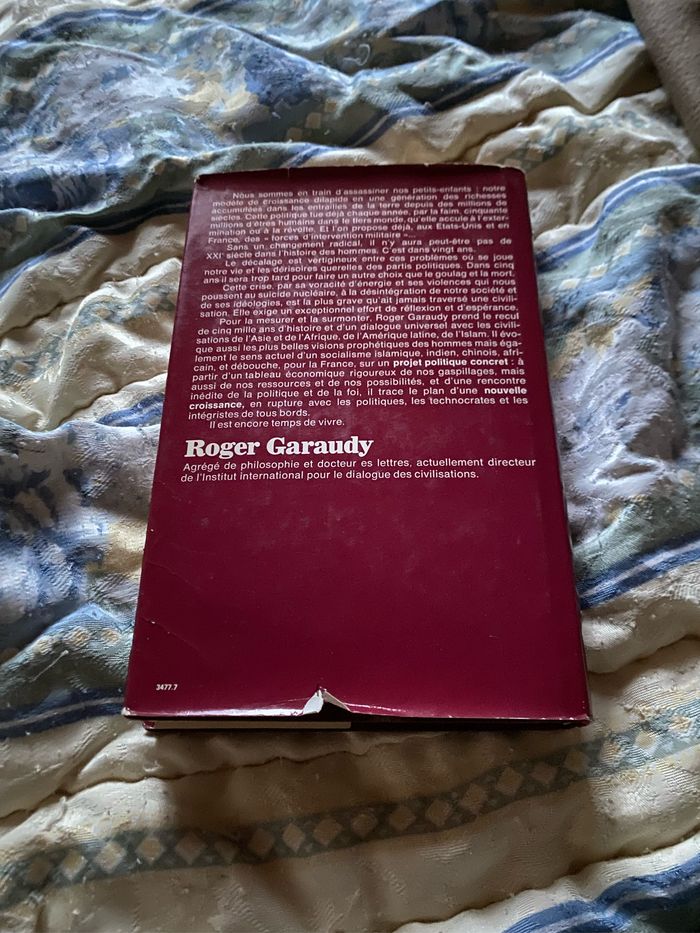 Nous sommes en train d'assassiner nos petits-enfants : notre
modèle de croissance dilapide en une génération des richesses
accumulées dans les entrailles de la terre depuis des millions de
siècles. Cette politique tue déjà chaque année, par la faim, cinquante
millions d'êtres humains dans le tiers monde, qu'elle accule à l'exter-
mination ou à la révolte. Et l'on propose déjà, aux Etats-Unis et en
France, des « forces d'intervention militaire »...
Sans un changement radical, il n'y aura peut-être pas de
XXIe siècle dans l'histoire des hommes. C'est dans vingt ans.
Le décalage est vertigineux entre ces problèmes où se joue
notre vie et les dérisoires querelles des partis politiques. Dans cinq
ans il sera trop tard pour faire un autre choix que le goulag et la mort.
Cette crise, par sa voracité d'énergie et ses violences qui nous
poussent au suicide nucléaire, à la désintégration de notre société et
de ses idéologies, est la plus grave qu'ait jamais traversé une civili-
sation. Elle exige un exceptionnel effort de réflexion et d'espérance.
Pour la mesurer et la surmonter, Roger Garaudy prend le recul
de cinq mille ans d'histoire et d'un dialogue universel avec les civili-
sations de l'Asie et de l'Afrique, de l'Amérique latine, de l'Islam. Il évo-
que aussi les plus belles visions prophétiques des hommes mais éga-
lement le sens actuel d'un socialisme islamique, indien, chinois, afri-
cain, et débouche, pour la France, sur un projet politique concret : à
partir d'un tableau économique rigoureux de nos gaspillages, mais
aussi de nos ressources et de nos possibilités, et d'une rencontre
inédite de la politique et de la foi, il trace le plan d'une nouvelle
croissance, en rupture avec les politiques, les technocrates et les
intégristes de tous bords.
Il est encore temps de vivre.
Roger Garaudy
Agrégé de philosophie et docteur es lettres, actuellement directeur
de l'Institut international pour le dialogue des civilisations.
3477.7